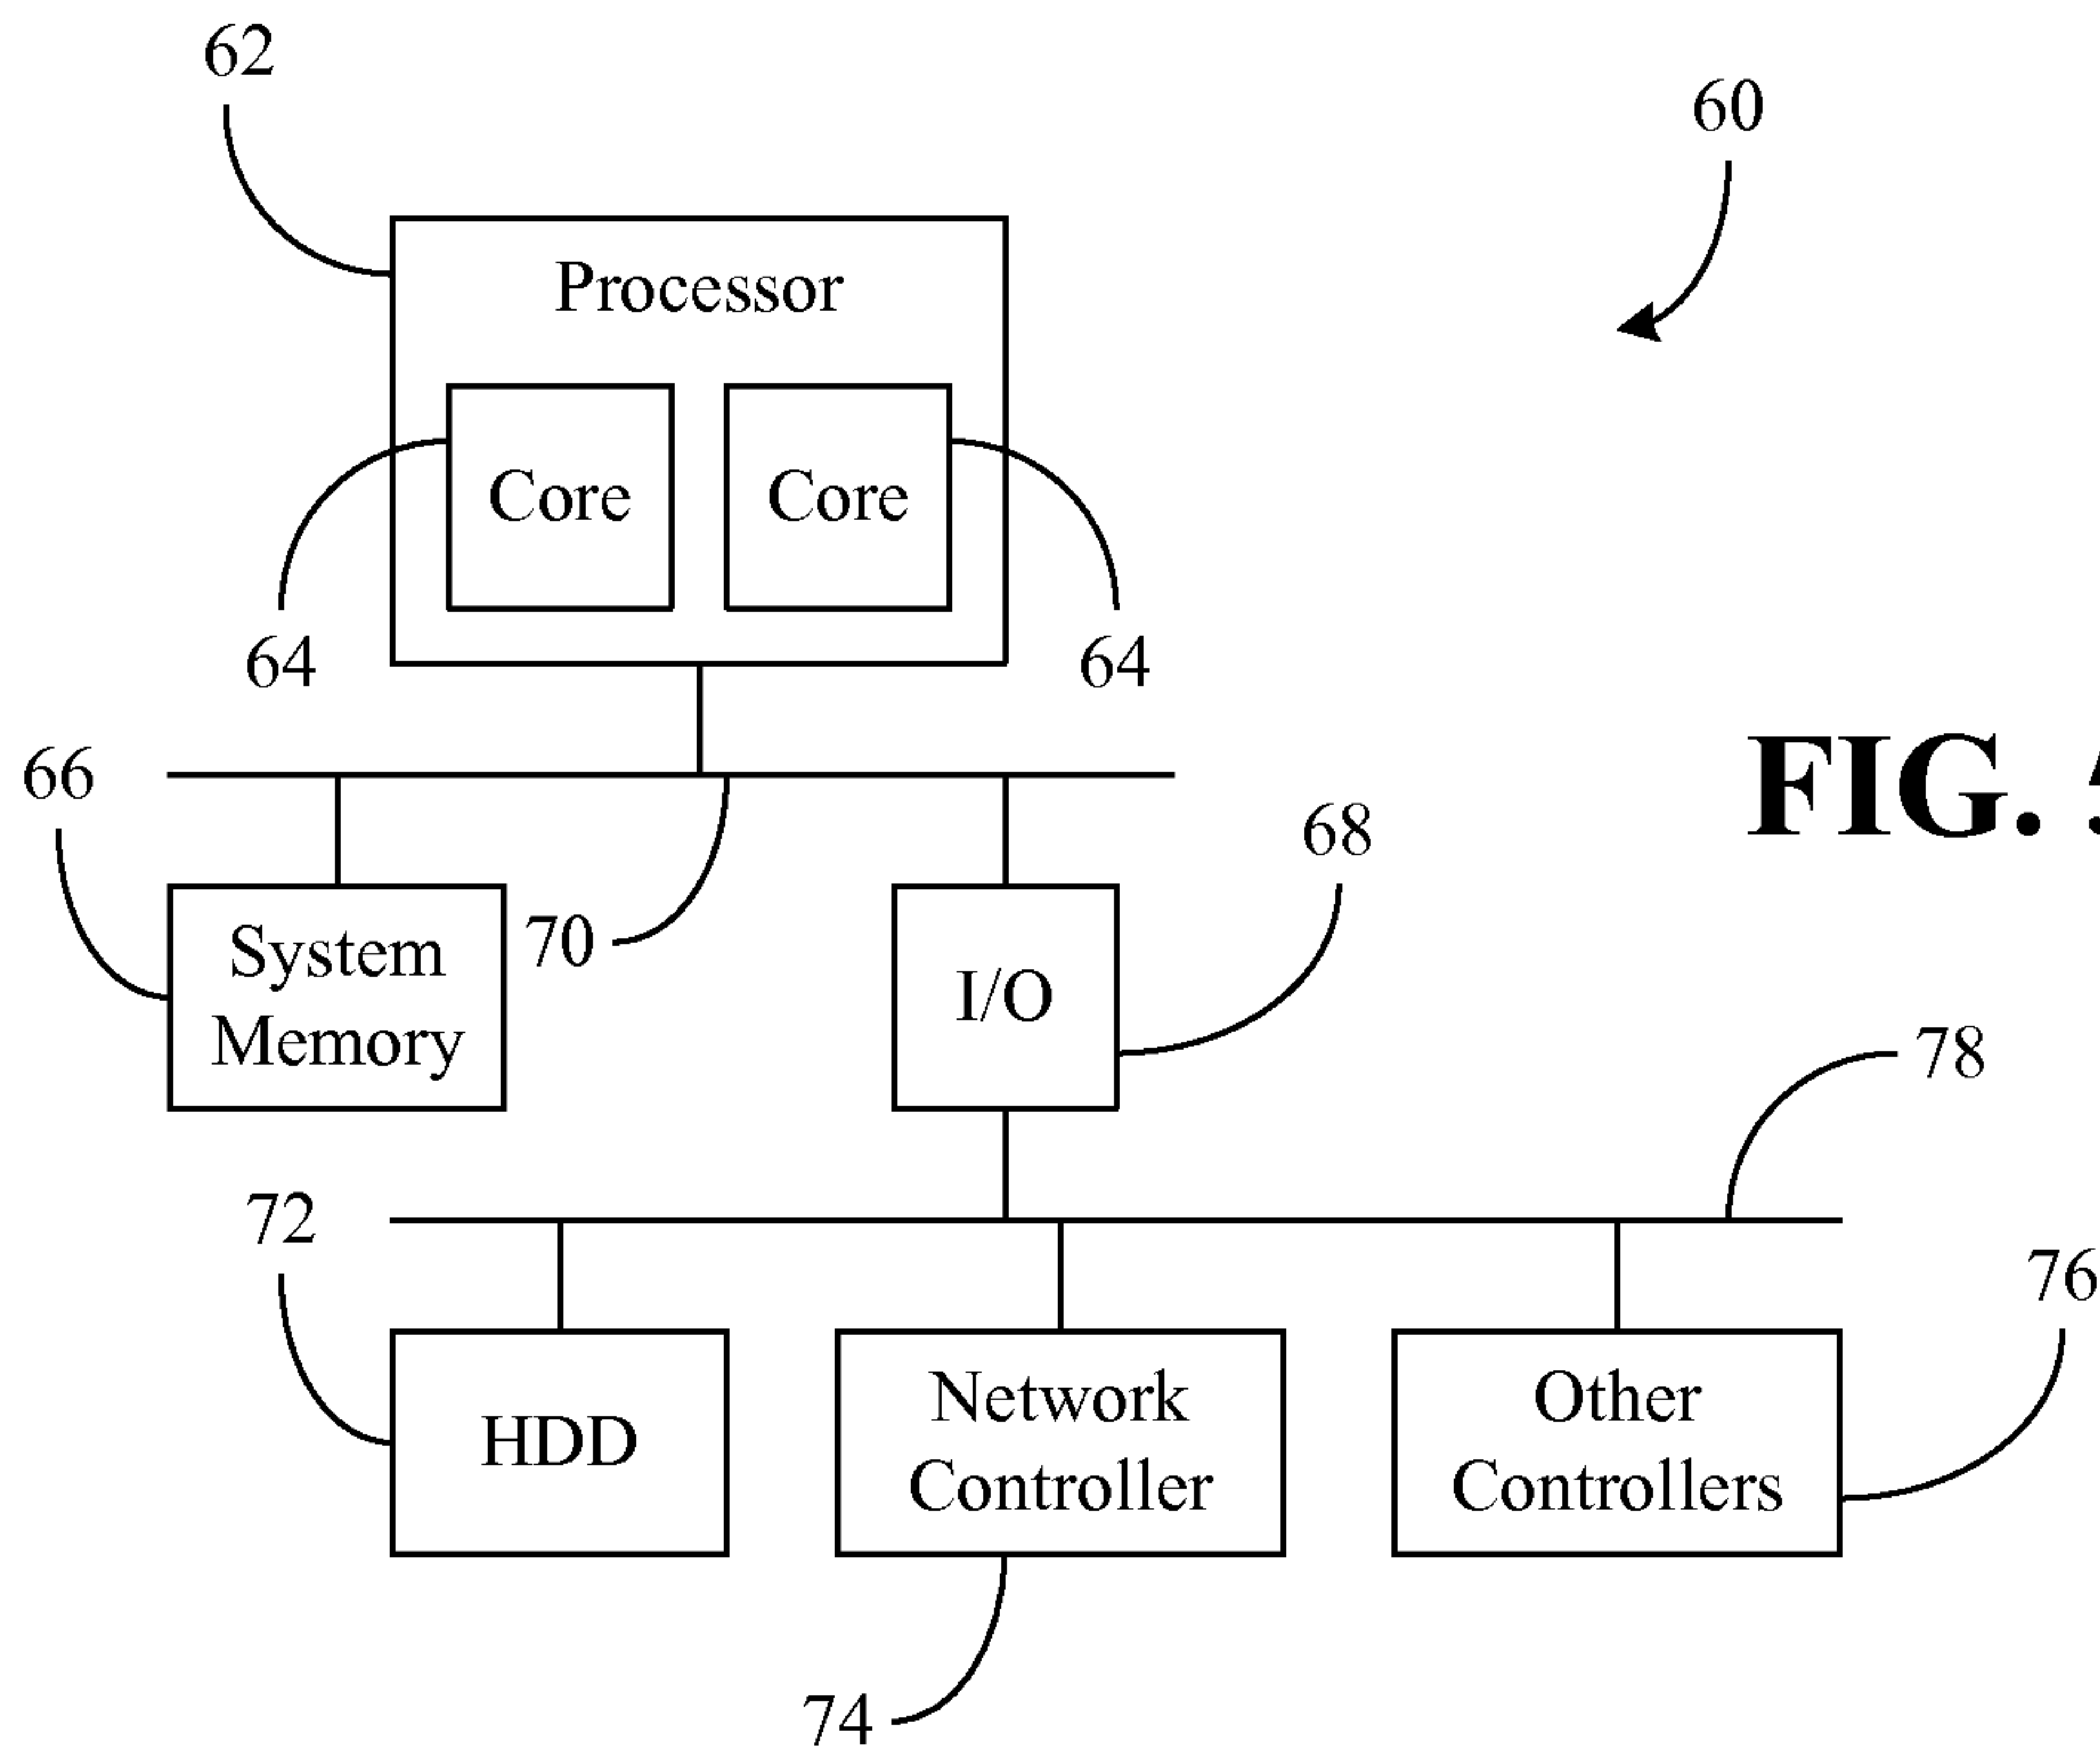 62
60
Processor
Core Core
64 64
66
68
FIG. 5
System
Memory
70
I/O
78
72
76
HDD
Network
Controller
Other
Controllers
74